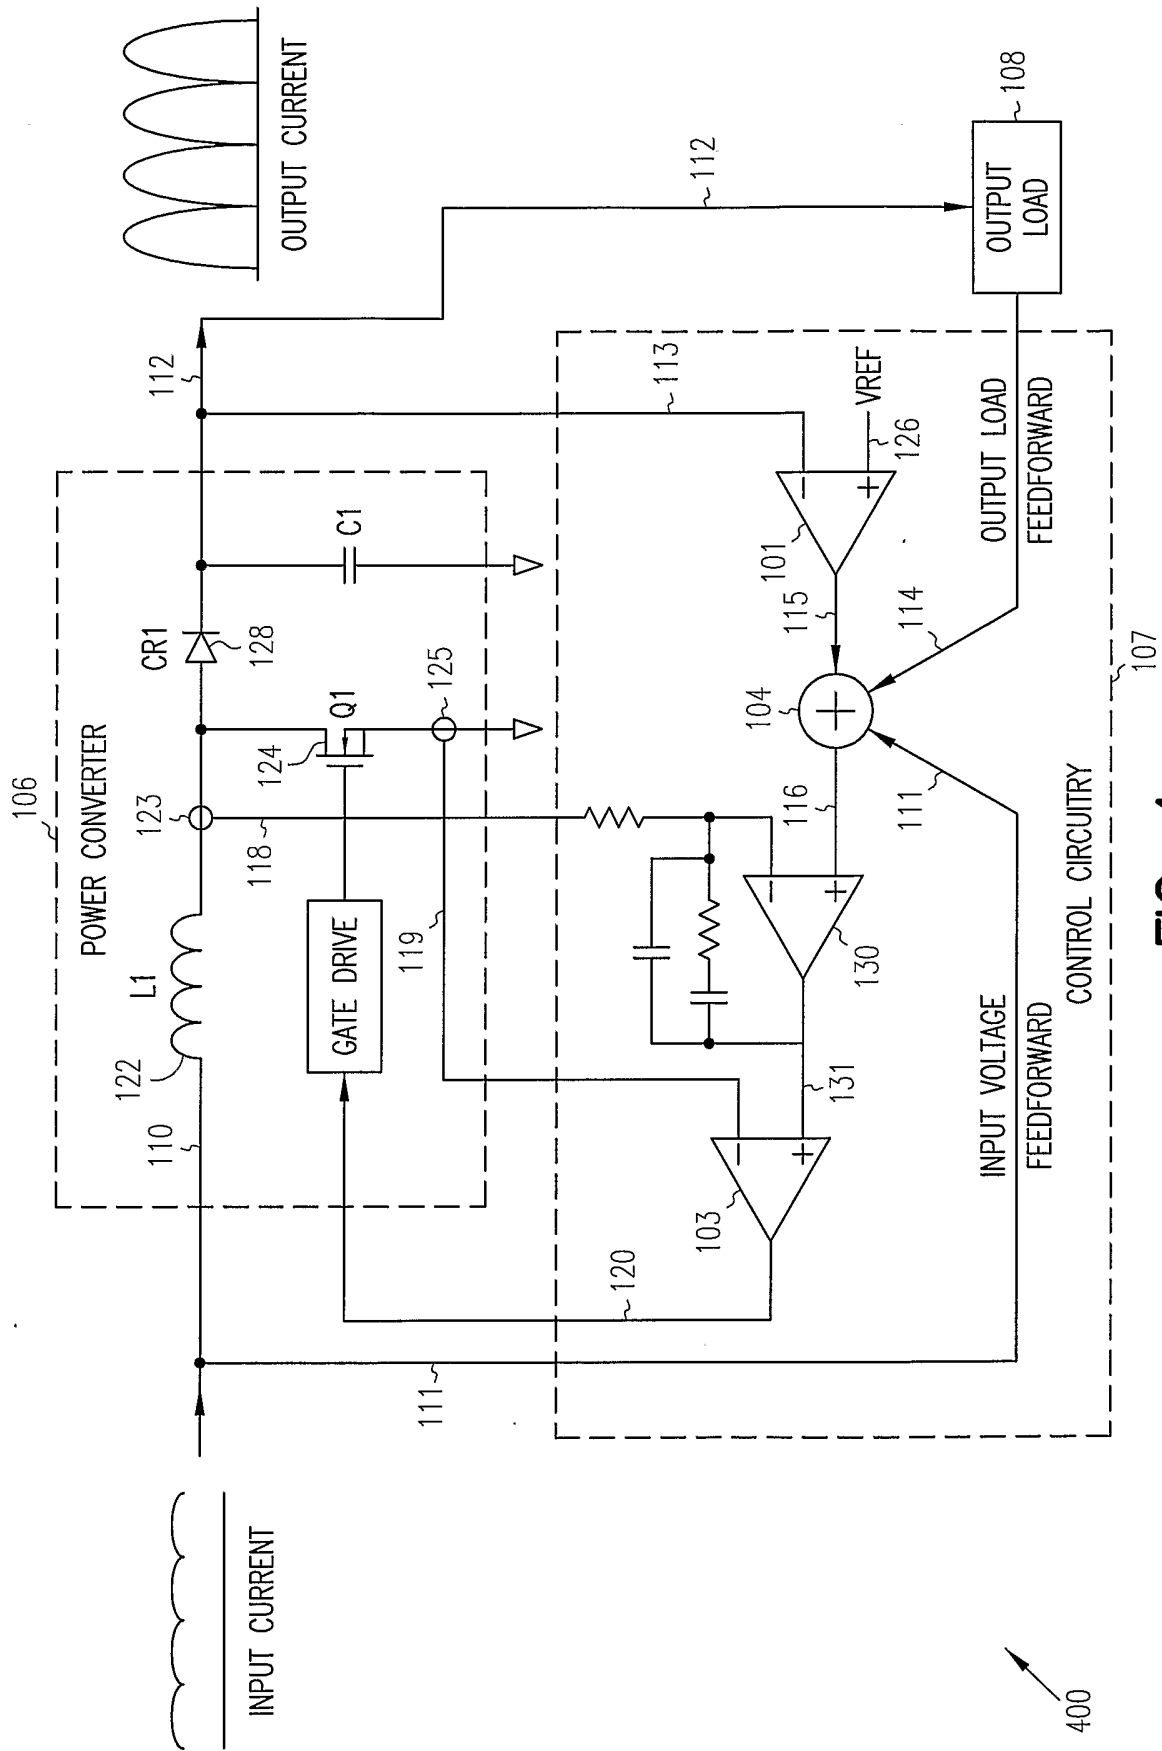 106
POWER CONVERTER
110
122
L1
123
CR1
128
112
118
124
Q1
125
C1
GATE DRIVE
119
OUTPUT CURRENT
112
OUTPUT
LOAD
108
INPUT CURRENT
111
120
103
−
+
131
130
−
+
116
104
+
115
101
−
+
113
VREF
126
111
114
INPUT VOLTAGE
FEEDFORWARD
OUTPUT LOAD
FEEDFORWARD
CONTROL CIRCUITRY
107
400